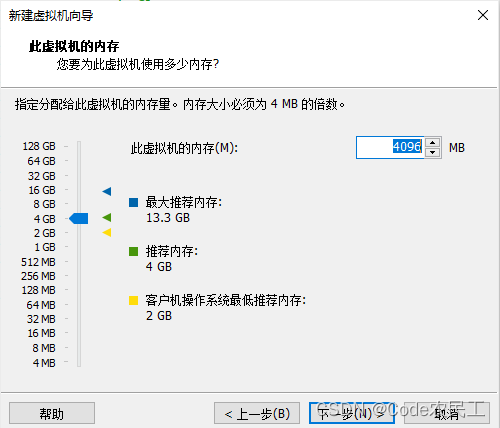 新建虚拟机向导
此虚拟机的内存
您要为此虚拟机使用多少内存?
指定分配给此虚拟机的内存量。内存大小必须为 4 MB 的倍数。
此虚拟机的内存(M):
4096
MB
128 GB
64 GB
32 GB
16 GB
8 GB
4 GB
2 GB
1 GB
512 MB
256 MB
128 MB
64 MB
32 MB
16 MB
8 MB
4 MB
最大推荐内存:
13.3 GB
推荐内存:
4 GB
客户机操作系统最低推荐内存:
2 GB
帮助
< 上一步(B)
下一步(N) >
取消
CSDN @Code农民工